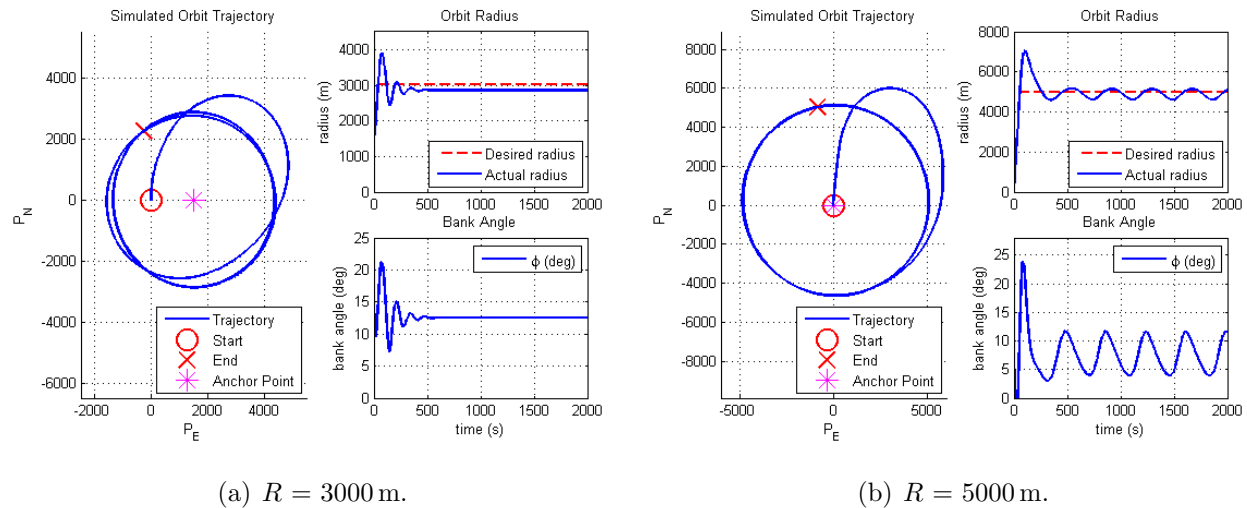 Simulated Orbit Trajectory
4000
2000
0
-2000
-4000
-6000
P_N
-2000 0 2000 4000
P_E
Trajectory
Start
End
Anchor Point
Orbit Radius
4000
3000
2000
1000
0
radius (m)
Desired radius
Actual radius
0 500 1000 1500 2000
Bank Angle
25
20
15
10
5
0
bank angle (deg)
ϕ (deg)
0 500 1000 1500 2000
time (s)
(a) R = 3000 m.
Simulated Orbit Trajectory
8000
6000
4000
2000
0
-2000
-4000
-6000
-8000
P_N
-5000 0 5000
P_E
Trajectory
Start
End
Anchor Point
Orbit Radius
8000
6000
4000
2000
0
radius (m)
Desired radius
Actual radius
0 500 1000 1500 2000
Bank Angle
25
20
15
10
5
0
bank angle (deg)
ϕ (deg)
0 500 1000 1500 2000
time (s)
(b) R = 5000 m.